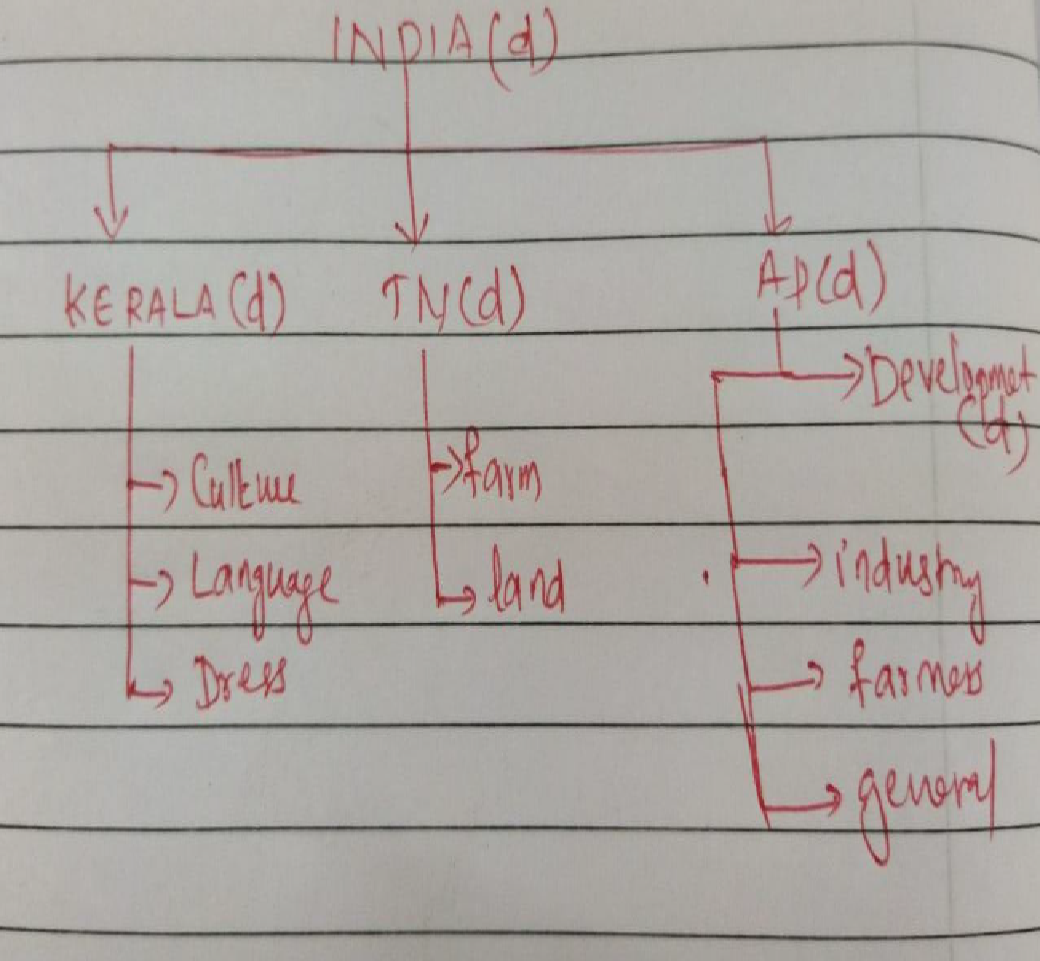 INDIA(d)
KERALA(d) TN(d) AP(d)
Developmet
(d)
Culture farm
Language land industry
Dress farmers
general